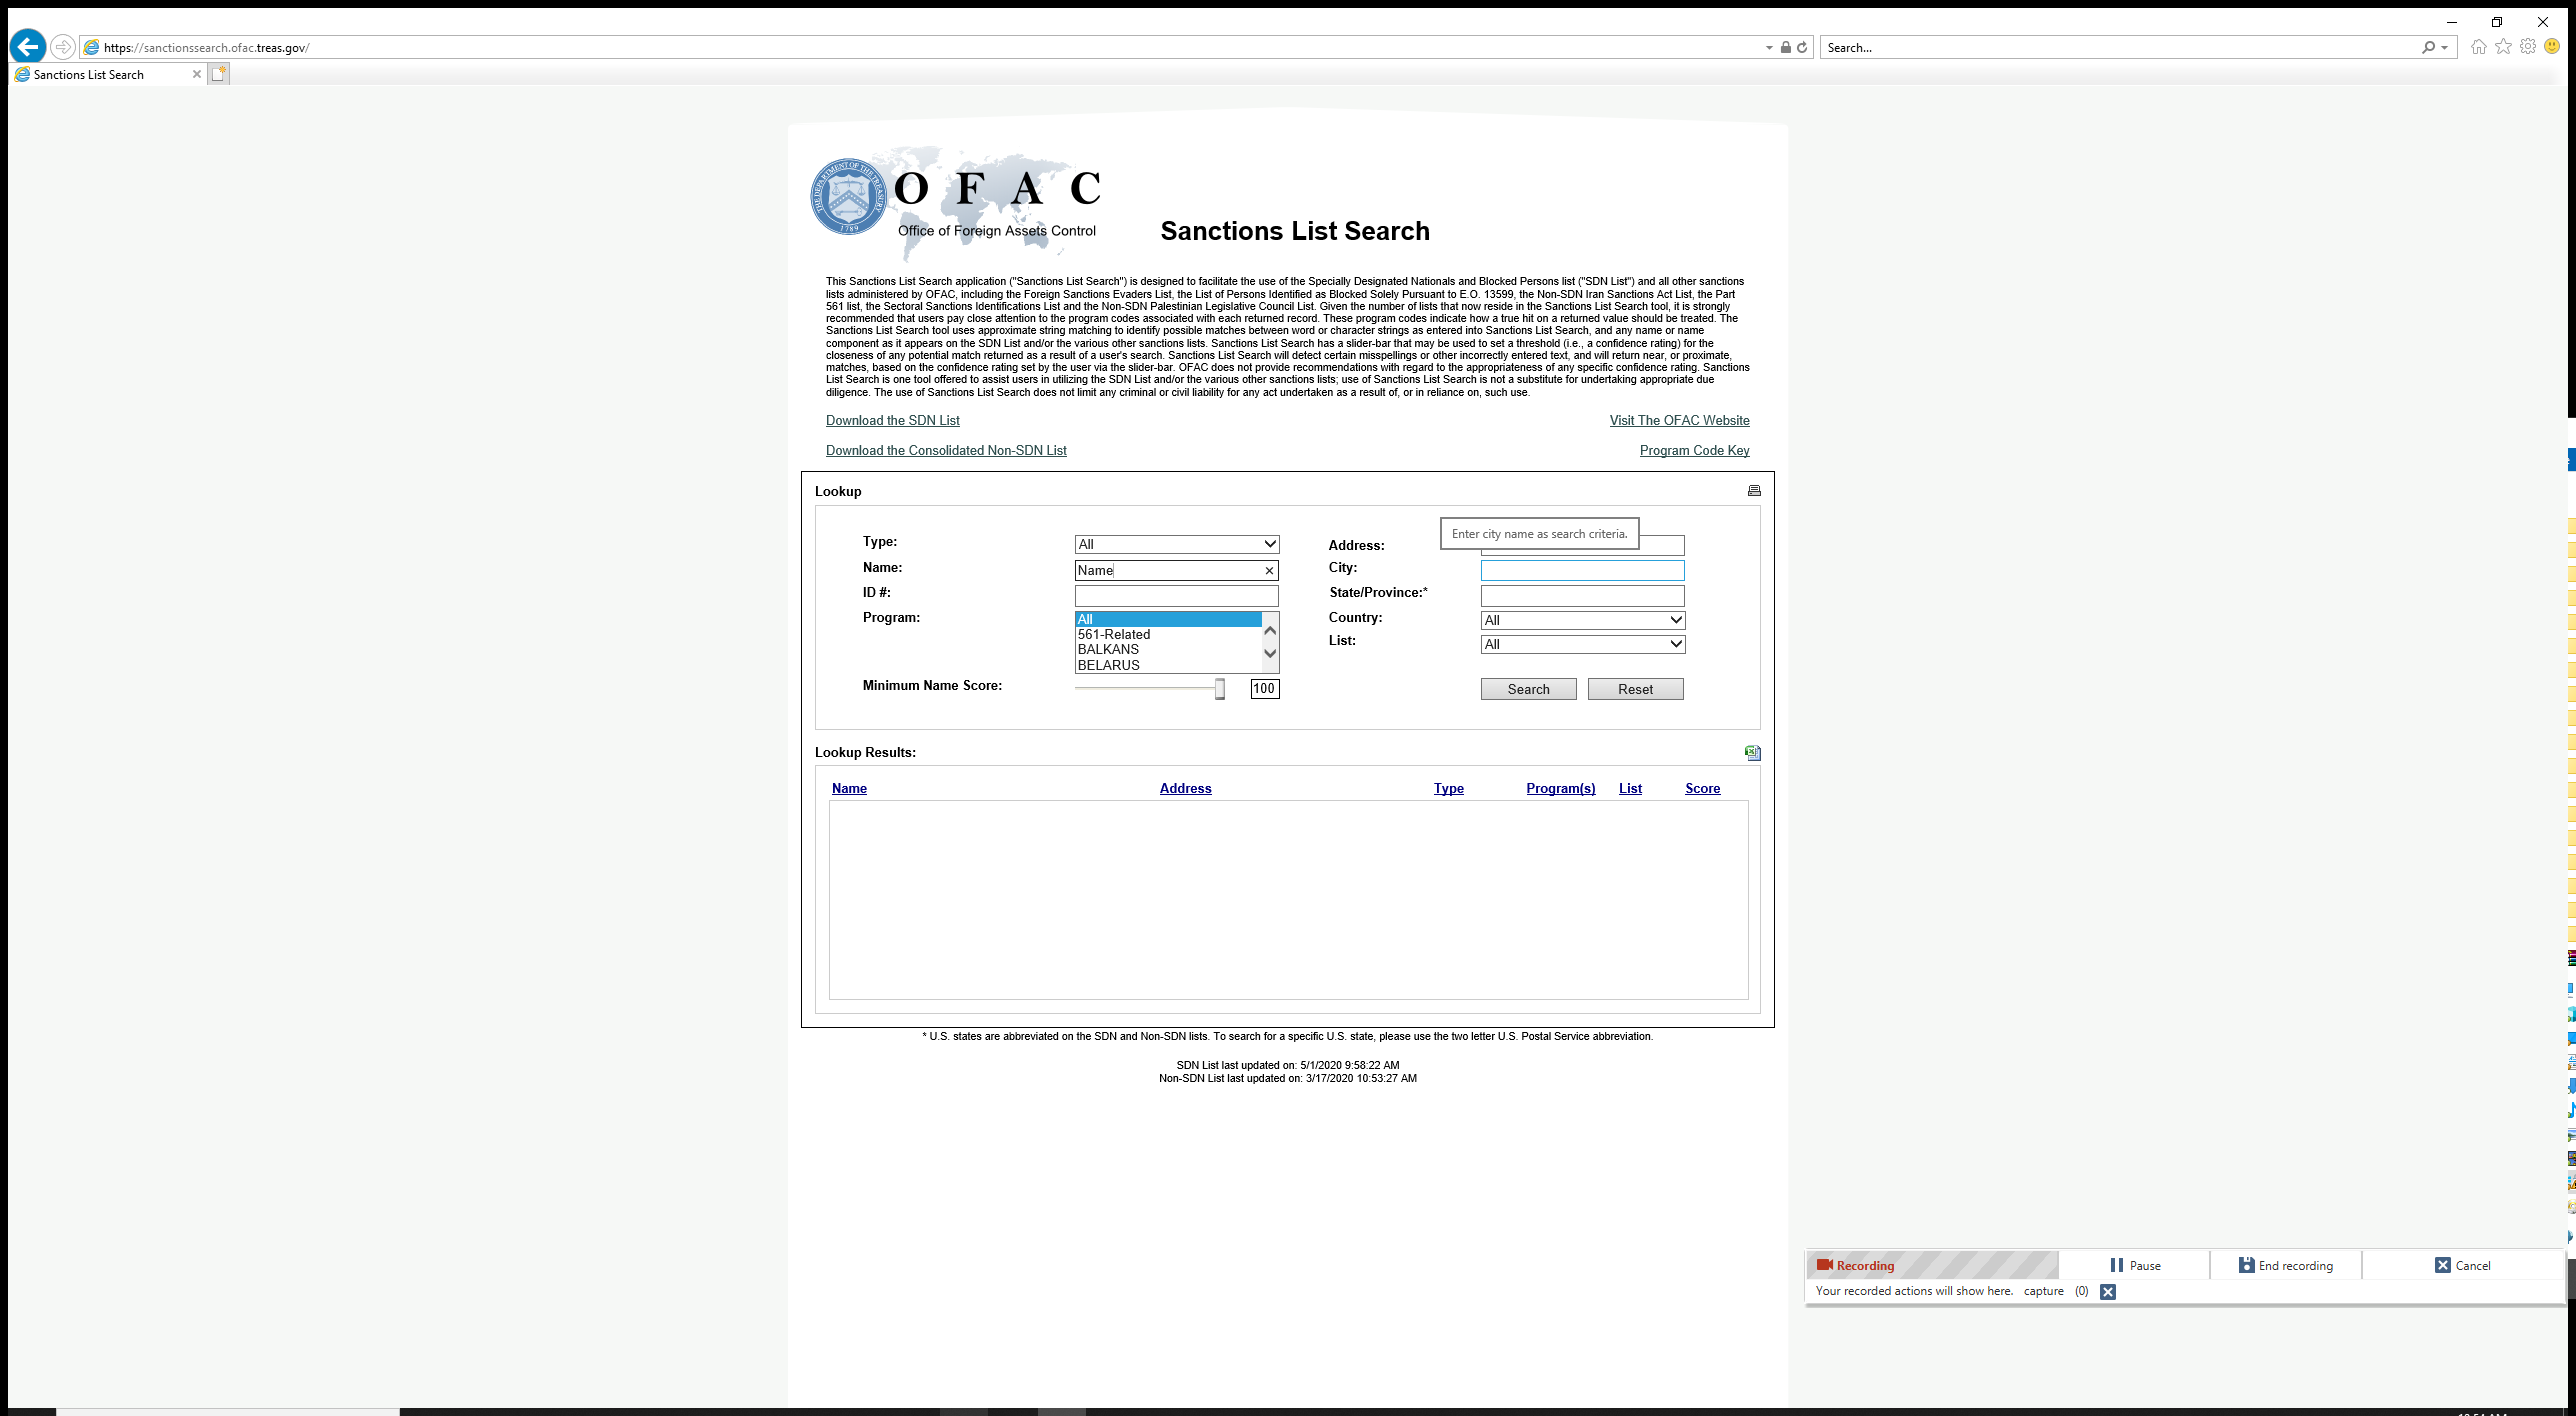 https://sanctionssearch.ofac.treas.gov/
Search...
Sanctions List Search
THE DEPARTMENT OF THE TREASURY
1789
O F A C
Office of Foreign Assets Control
Sanctions List Search
This Sanctions List Search application ("Sanctions List Search") is designed to facilitate the use of the Specially Designated Nationals and Blocked Persons list ("SDN List") and all other sanctions
lists administered by OFAC, including the Foreign Sanctions Evaders List, the List of Persons Identified as Blocked Solely Pursuant to E.O. 13599, the Non-SDN Iran Sanctions Act List, the Part
561 list, the Sectoral Sanctions Identifications List and the Non-SDN Palestinian Legislative Council List. Given the number of lists that now reside in the Sanctions List Search tool, it is strongly
recommended that users pay close attention to the program codes associated with each returned record. These program codes indicate how a true hit on a returned value should be treated. The
Sanctions List Search tool uses approximate string matching to identify possible matches between word or character strings as entered into Sanctions List Search, and any name or name
component as it appears on the SDN List and/or the various other sanctions lists. Sanctions List Search has a slider-bar that may be used to set a threshold (i.e., a confidence rating) for the
closeness of any potential match returned as a result of a user's search. Sanctions List Search will detect certain misspellings or other incorrectly entered text, and will return near, or proximate,
matches, based on the confidence rating set by the user via the slider-bar. OFAC does not provide recommendations with regard to the appropriateness of any specific confidence rating. Sanctions
List Search is one tool offered to assist users in utilizing the SDN List and/or the various other sanctions lists; use of Sanctions List Search is not a substitute for undertaking appropriate due
diligence. The use of Sanctions List Search does not limit any criminal or civil liability for any act undertaken as a result of, or in reliance on, such use.
Download the SDN List
Visit The OFAC Website
Download the Consolidated Non-SDN List
Program Code Key
Lookup
Type:
All
Name:
Name
ID #:
Program:
All
561-Related
BALKANS
BELARUS
Minimum Name Score:
100
Enter city name as search criteria.
Address:
City:
State/Province:*
Country:
All
List:
All
Search
Reset
Lookup Results:
Name Address Type Program(s) List Score
* U.S. states are abbreviated on the SDN and Non-SDN lists. To search for a specific U.S. state, please use the two letter U.S. Postal Service abbreviation.
SDN List last updated on: 5/1/2020 9:58:22 AM
Non-SDN List last updated on: 3/17/2020 10:53:27 AM
Recording
Pause
End recording
Cancel
Your recorded actions will show here. capture (0)